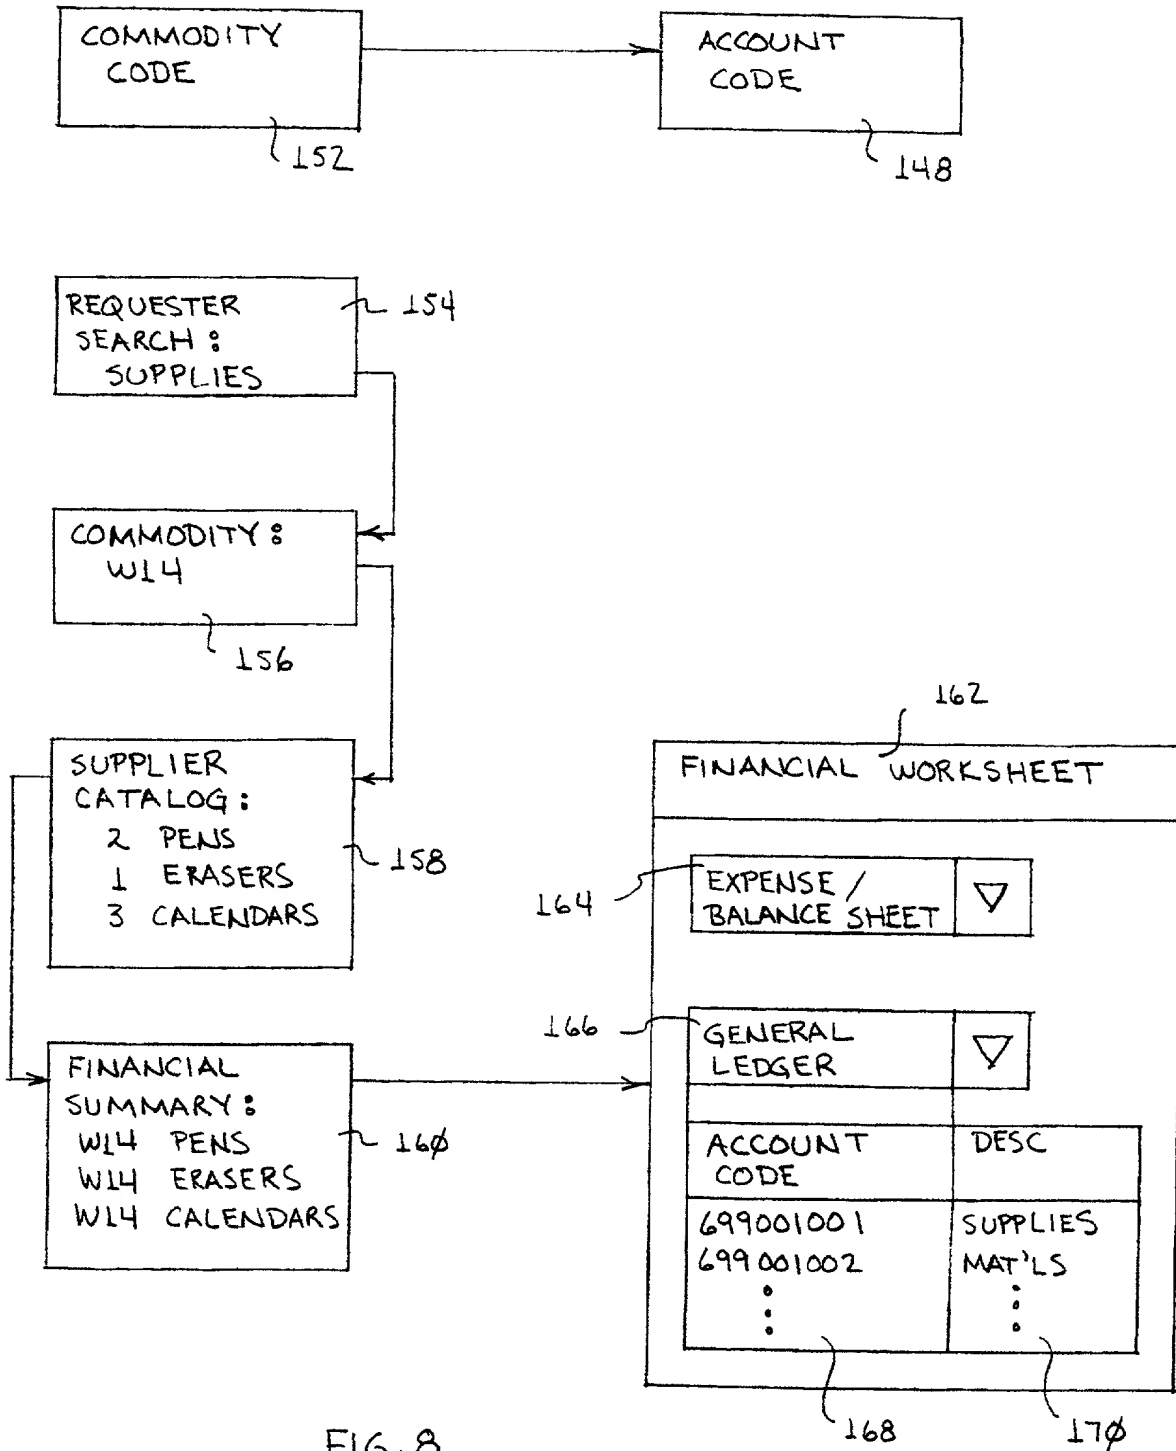 COMMODITY
CODE
152
ACCOUNT
CODE
148
REQUESTER
SEARCH:
SUPPLIES
154
COMMODITY:
W14
156
SUPPLIER
CATALOG:
2 PENS
1 ERASERS
3 CALENDARS
158
FINANCIAL
SUMMARY:
W14 PENS
W14 ERASERS
W14 CALENDARS
16ø
162
FINANCIAL WORKSHEET
164
EXPENSE/
BALANCE SHEET
166
GENERAL
LEDGER
ACCOUNT
CODE
DESC
699001001 SUPPLIES
699001002 MAT'LS
168
17ø
FIG. 8